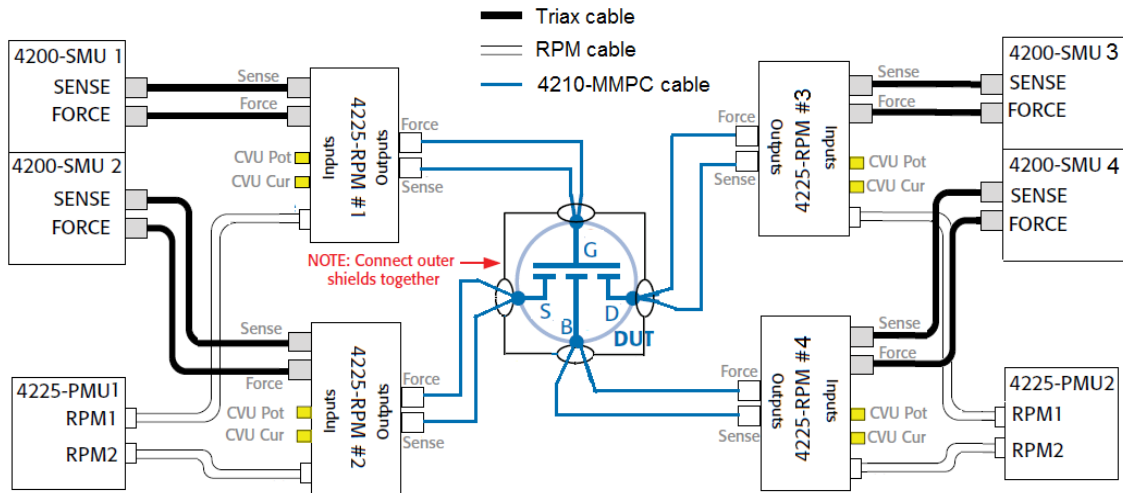 Triax cable
RPM cable
4210-MMPC cable
4200-SMU 1
SENSE
FORCE
4200-SMU 2
SENSE
FORCE
4225-PMU1
RPM1
RPM2
Sense
Force
CVU Pot
CVU Cur
Inputs
4225-RPM #1
Outputs
Force
Sense
NOTE: Connect outer
shields together
Sense
Force
CVU Pot
CVU Cur
Inputs
4225-RPM #2
Outputs
Force
Sense
G
S
D
B
DUT
Force
Sense
Outputs
4225-RPM #3
Inputs
Sense
Force
CVU Pot
CVU Cur
Force
Sense
Outputs
4225-RPM #4
Inputs
Sense
Force
CVU Pot
CVU Cur
4200-SMU 3
SENSE
FORCE
4200-SMU 4
SENSE
FORCE
4225-PMU2
RPM1
RPM2